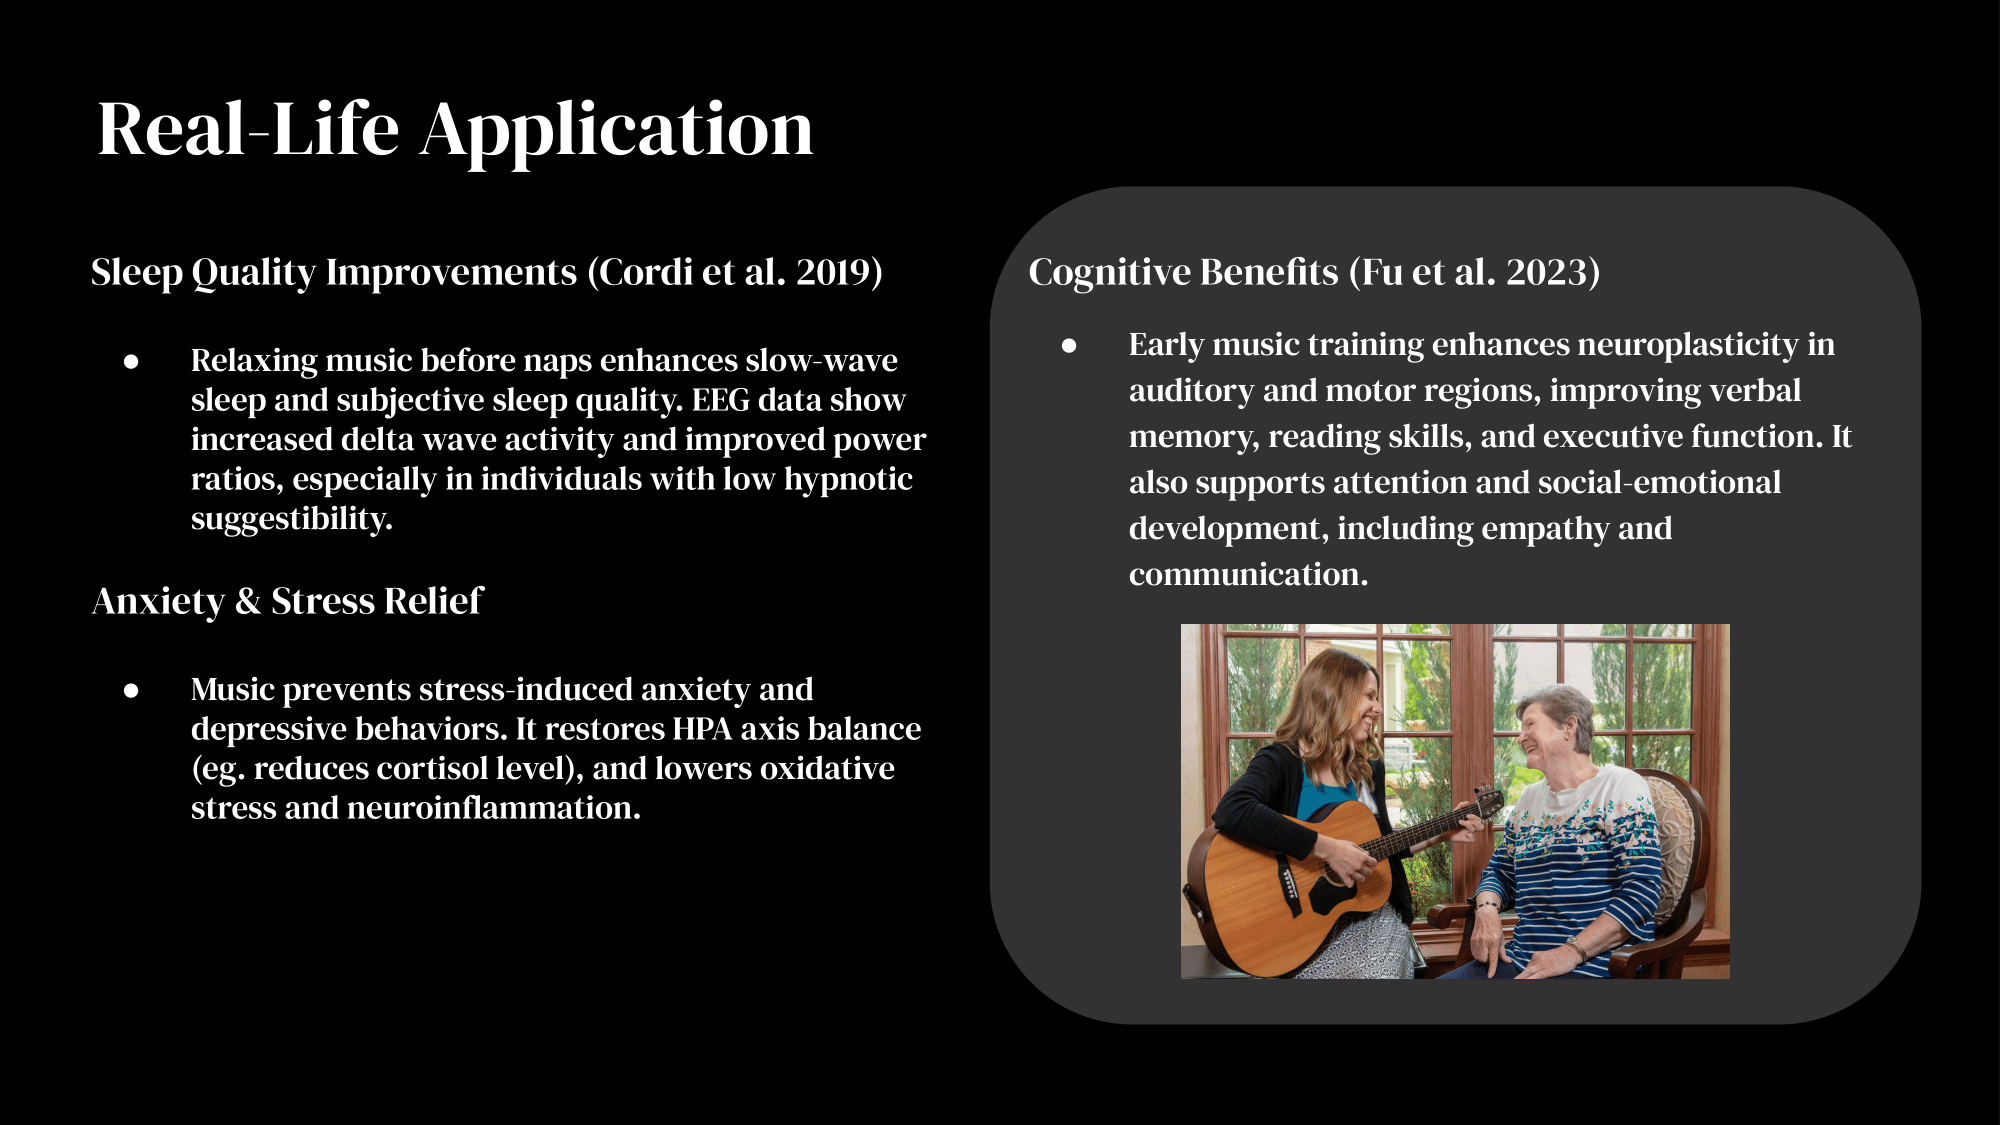 Real-Life Application
Sleep Quality Improvements (Cordi et al. 2019)
● Relaxing music before naps enhances slow-wave
sleep and subjective sleep quality. EEG data show
increased delta wave activity and improved power
ratios, especially in individuals with low hypnotic
suggestibility.
Anxiety & Stress Relief
● Music prevents stress-induced anxiety and
depressive behaviors. It restores HPA axis balance
(eg. reduces cortisol level), and lowers oxidative
stress and neuroinflammation.
Cognitive Benefits (Fu et al. 2023)
● Early music training enhances neuroplasticity in
auditory and motor regions, improving verbal
memory, reading skills, and executive function. It
also supports attention and social-emotional
development, including empathy and
communication.